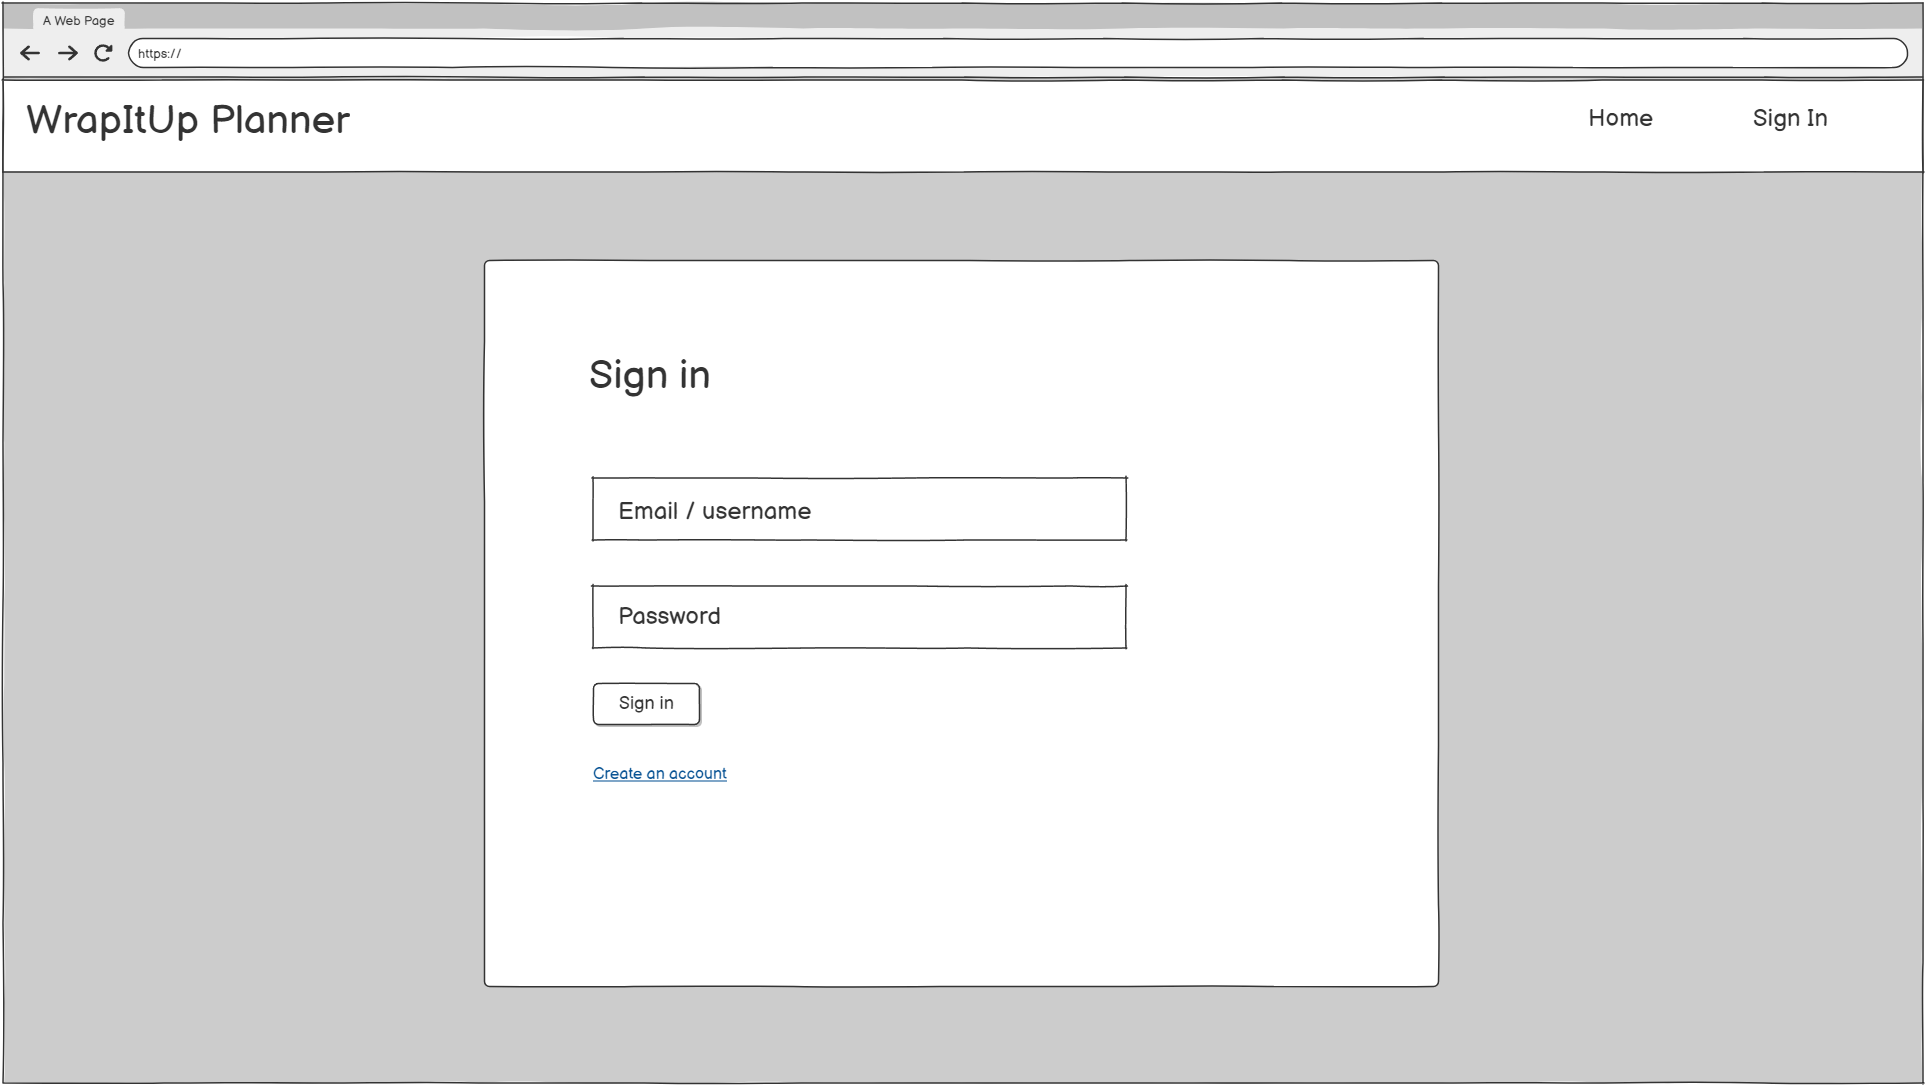 A Web Page
https://
WrapItUp Planner
Home
Sign In
Sign in
Email / username
Password
Sign in
Create an account